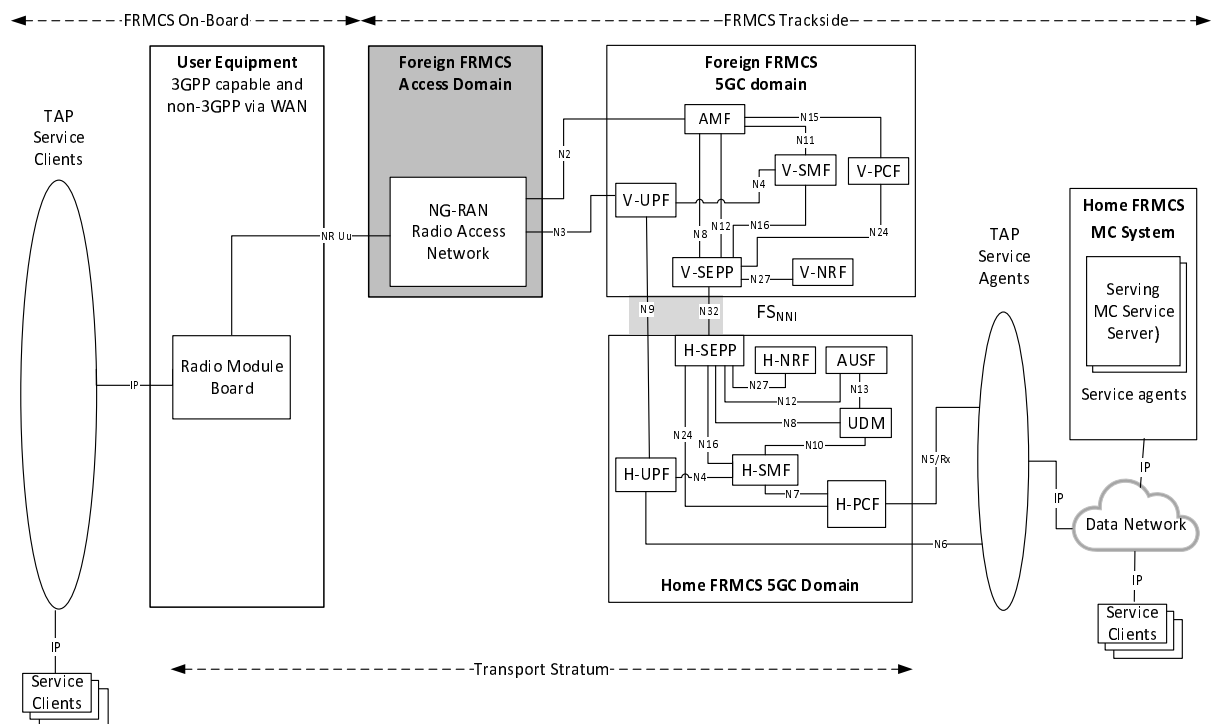 FRMCS On-Board
FRMCS Trackside
User Equipment
3GPP capable and
non-3GPP via WAN
Foreign FRMCS
Access Domain
Foreign FRMCS
5GC domain
TAP
Service
Clients
AMF
N15
N11
N2
V-SMF
V-PCF
N4
V-UPF
NG-RAN
Radio Access
Network
NR Uu
N3
N8
N12
N16
N24
V-SEPP
N27
V-NRF
Home FRMCS
MC System
TAP
Service
Agents
Serving
MC Service
Server)
Service agents
N9
N32
FSNNI
H-SEPP
H-NRF
AUSF
N27
N13
N12
Radio Module
Board
IP
N8
UDM
N24
N16
N10
H-UPF
N4
H-SMF
N7
H-PCF
N5/Rx
IP
IP
Data Network
N6
Home FRMCS 5GC Domain
IP
Service
Clients
IP
Transport Stratum
Service
Clients